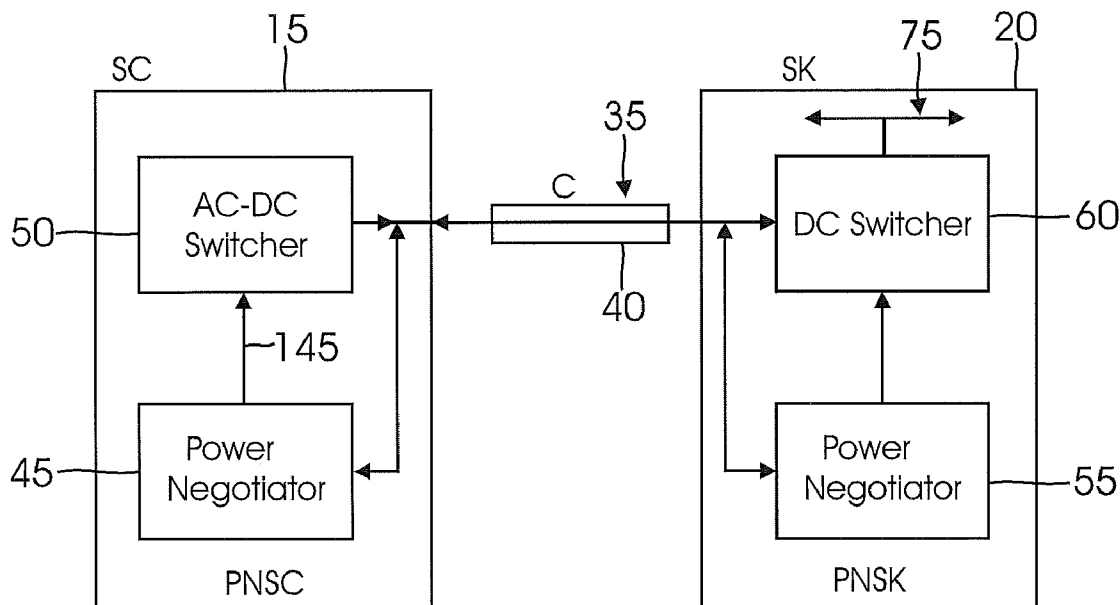 15
SC
75
20
SK
35
C
50
AC-DC
Switcher
40
DC Switcher
60
145
45
Power
Negotiator
Power
Negotiator
55
PNSC
PNSK